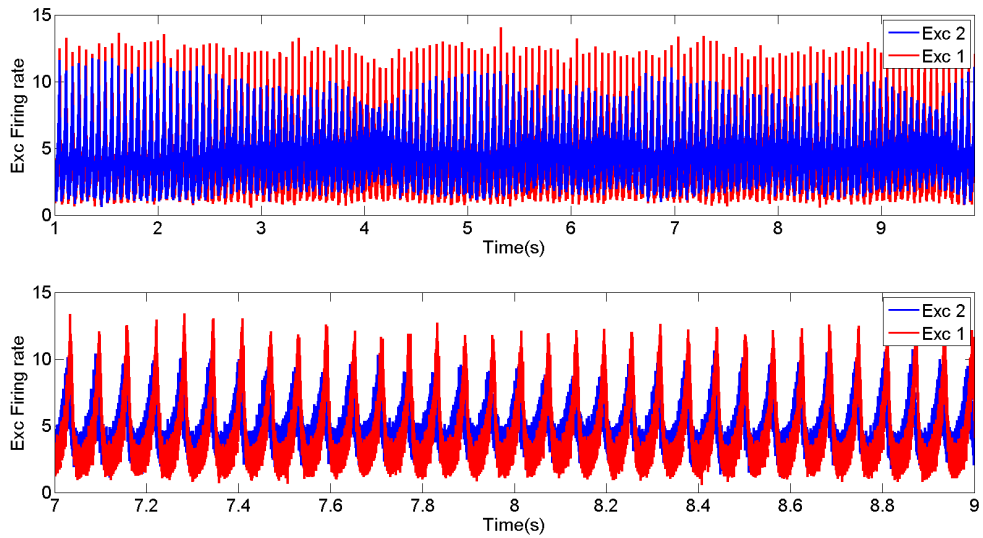 15
10
5
0
Exc Firing rate
Exc 2
Exc 1
1 2 3 4 5 6 7 8 9
Time(s)
15
10
5
0
Exc Firing rate
Exc 2
Exc 1
7 7.2 7.4 7.6 7.8 8 8.2 8.4 8.6 8.8 9
Time(s)